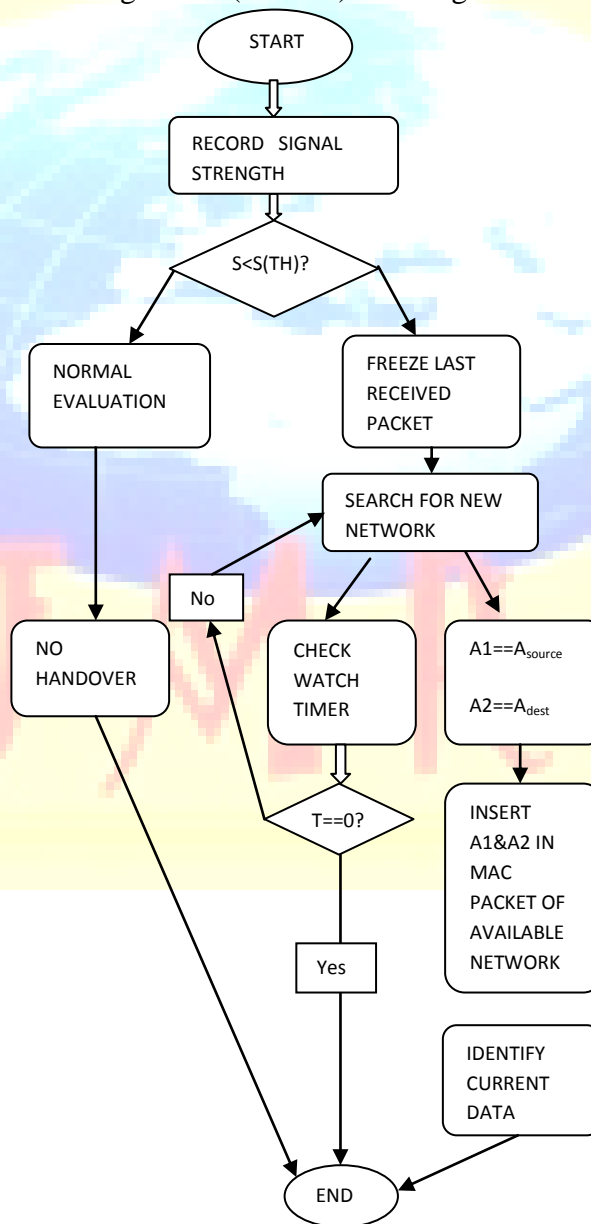 START
RECORD SIGNAL
STRENGTH
S<S(TH)?
NORMAL
EVALUATION
FREEZE LAST
RECEIVED
PACKET
SEARCH FOR NEW
NETWORK
No
NO
HANDOVER
CHECK
WATCH
TIMER
A1==Asource
A2==Adest
T==0?
INSERT
A1&A2 IN
MAC
PACKET OF
AVAILABLE
NETWORK
Yes
IDENTIFY
CURRENT
DATA
END